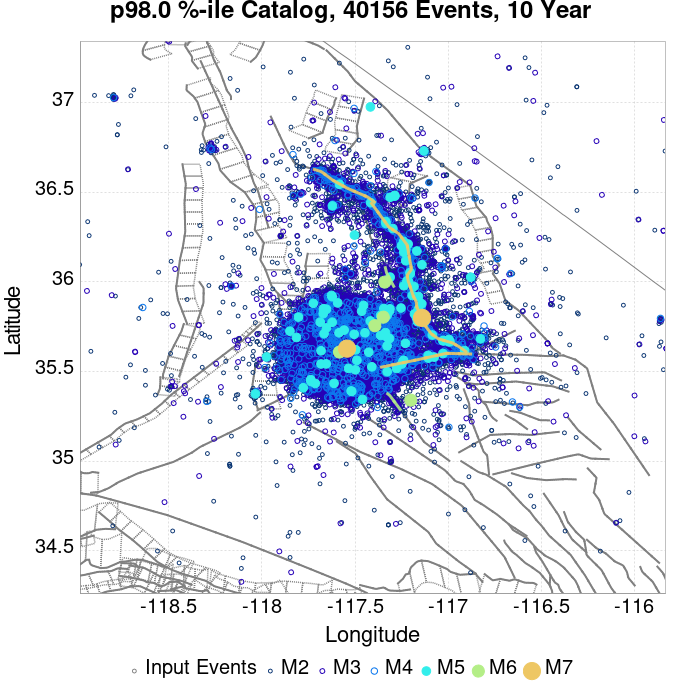 p98.0 %-ile Catalog, 40156 Events, 10 Year
37
36.5
36
35.5
35
34.5
Latitude
-118.5 -118 -117.5 -117 -116.5 -116
Longitude
Input Events M2 M3 M4 M5 M6 M7